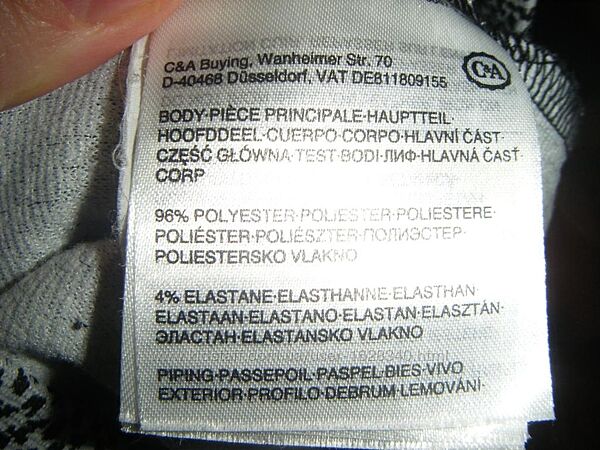 C&A Buying, Wanheimer Str. 70
D-40468 Düsseldorf, VAT DE811809155
C&A
BODY·PIÈCE PRINCIPALE·HAUPTTEIL·
HOOFDDEEL·CUERPO·CORPO·HLAVNÍ ČÁST·
CZĘŚĆ GŁÓWNA·TEST·BODI·ЛИФ·HLAVNÁ ČASŤ·
CORP
96% POLYESTER·POLIESTER·POLIESTERE·
POLIÉSTER·POLIÉSZTER·ПОЛИЭСТЕР·
POLIESTERSKO VLAKNO
4% ELASTANE·ELASTHANNE·ELASTHAN·
ELASTAAN·ELASTANO·ELASTAN·ELASZTÁN·
ЭЛАСТАН·ELASTANSKO VLAKNO
PIPING·PASSEPOIL·PASPEL·BIES·VIVO
EXTERIOR·PROFILO·DEBRUM·LEMOVÁNÍ·